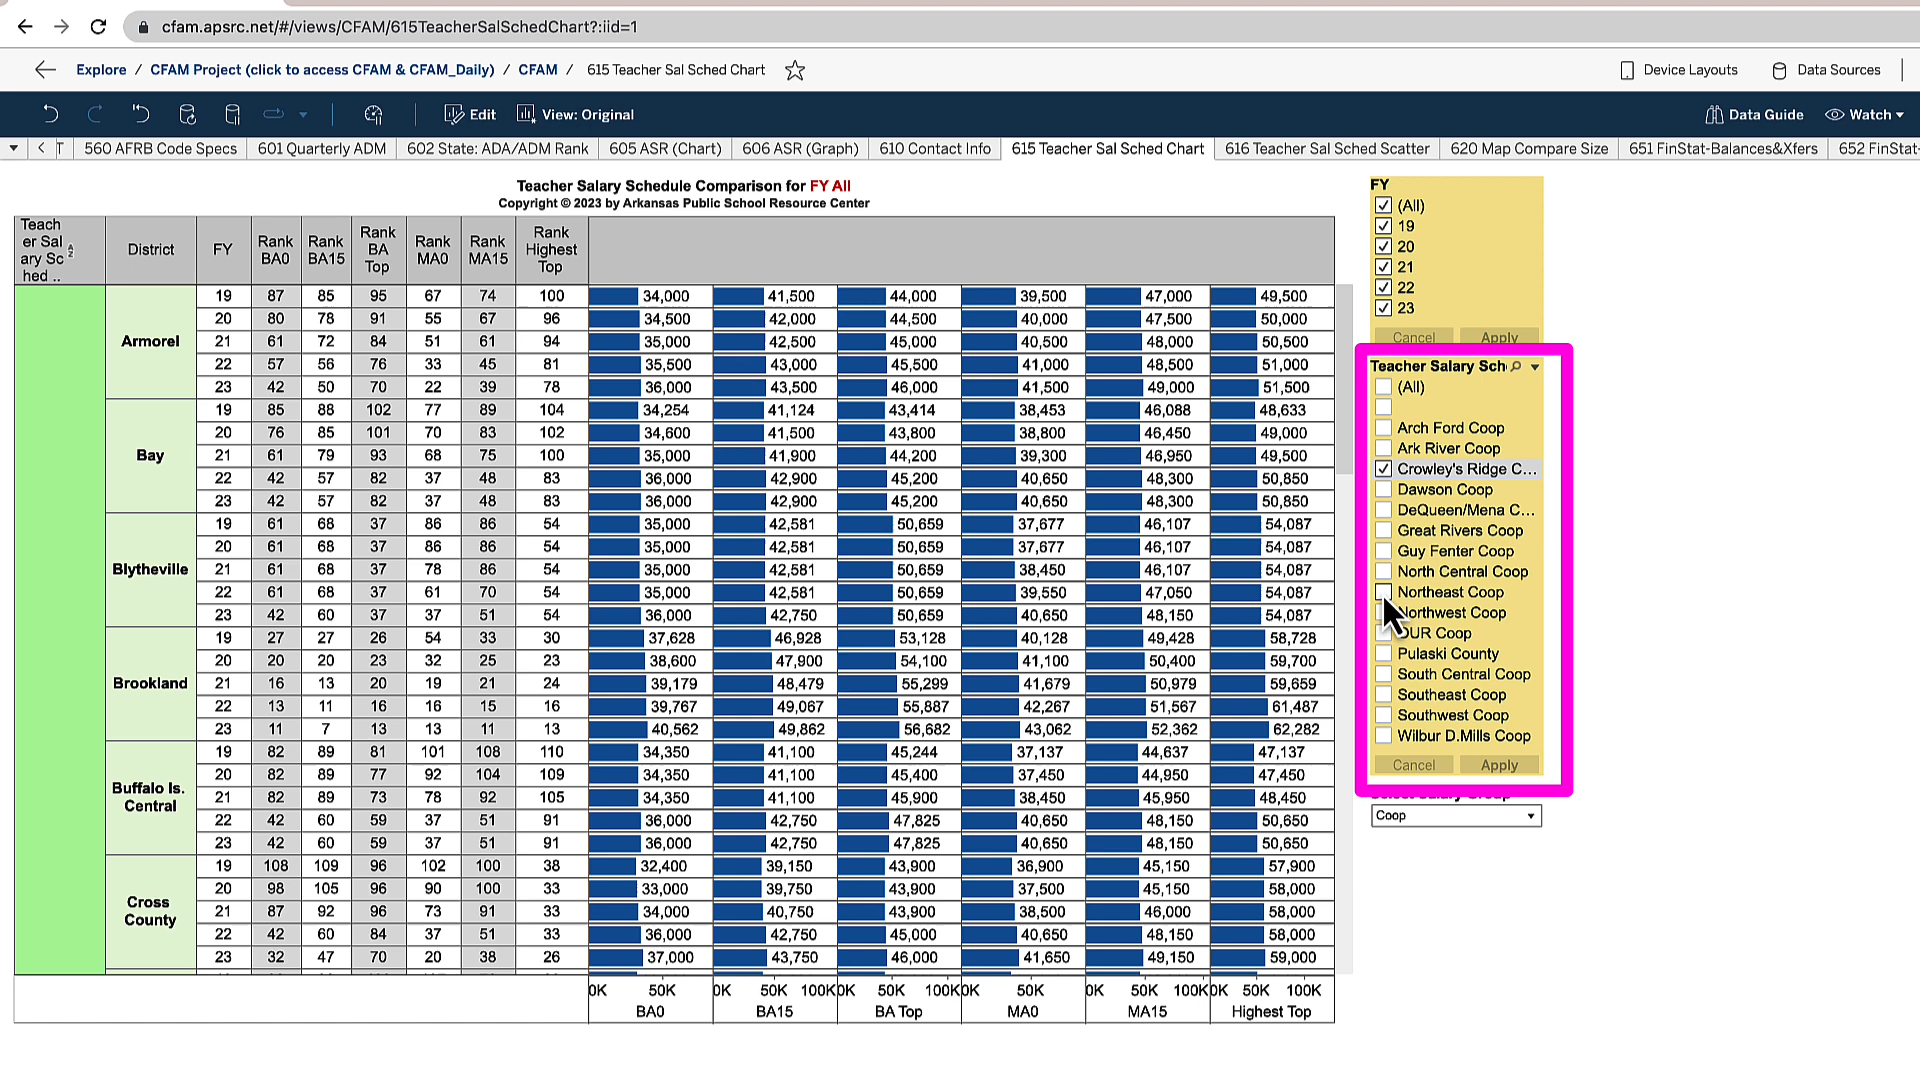 cfam.apsrc.net/#/views/CFAM/615TeacherSalSchedChart?:iid=1
Explore / CFAM Project (click to access CFAM & CFAM_Daily) / CFAM / 615 Teacher Sal Sched Chart
Device Layouts Data Sources
Edit View: Original Data Guide Watch
T 560 AFRB Code Specs 601 Quarterly ADM 602 State: ADA/ADM Rank 605 ASR (Chart) 606 ASR (Graph) 610 Contact Info 615 Teacher Sal Sched Chart 616 Teacher Sal Sched Scatter 620 Map Compare Size 651 FinStat-Balances&Xfers 652 FinStat-
Teacher Salary Schedule Comparison for FY All
Copyright © 2023 by Arkansas Public School Resource Center
Teach
er Sal
ary Sc
hed ..
District
FY
Rank
BA0
Rank
BA15
Rank
BA
Top
Rank
MA0
Rank
MA15
Rank
Highest
Top
Armorel
19 87 85 95 67 74 100 34,000 41,500 44,000 39,500 47,000 49,500
20 80 78 91 55 67 96 34,500 42,000 44,500 40,000 47,500 50,000
21 61 72 84 51 61 94 35,000 42,500 45,000 40,500 48,000 50,500
22 57 56 76 33 45 81 35,500 43,000 45,500 41,000 48,500 51,000
23 42 50 70 22 39 78 36,000 43,500 46,000 41,500 49,000 51,500
Bay
19 85 88 102 77 89 104 34,254 41,124 43,414 38,453 46,088 48,633
20 76 85 101 70 83 102 34,600 41,500 43,800 38,800 46,450 49,000
21 61 79 93 68 75 100 35,000 41,900 44,200 39,300 46,950 49,500
22 42 57 82 37 48 83 36,000 42,900 45,200 40,650 48,300 50,850
23 42 57 82 37 48 83 36,000 42,900 45,200 40,650 48,300 50,850
Blytheville
19 61 68 37 86 86 54 35,000 42,581 50,659 37,677 46,107 54,087
20 61 68 37 86 86 54 35,000 42,581 50,659 37,677 46,107 54,087
21 61 68 37 78 86 54 35,000 42,581 50,659 38,450 46,107 54,087
22 61 68 37 61 70 54 35,000 42,581 50,659 39,550 47,050 54,087
23 42 60 37 37 51 54 36,000 42,750 50,659 40,650 48,150 54,087
Brookland
19 27 27 26 54 33 30 37,628 46,928 53,128 40,128 49,428 58,728
20 20 20 23 32 25 23 38,600 47,900 54,100 41,100 50,400 59,700
21 16 13 20 19 21 24 39,179 48,479 55,299 41,679 50,979 59,659
22 13 11 16 16 15 16 39,767 49,067 55,887 42,267 51,567 61,487
23 11 7 13 13 11 13 40,562 49,862 56,682 43,062 52,362 62,282
Buffalo Is.
Central
19 82 89 81 101 108 110 34,350 41,100 45,244 37,137 44,637 47,137
20 82 89 77 92 104 109 34,350 41,100 45,400 37,450 44,950 47,450
21 82 89 73 78 92 105 34,350 41,100 45,900 38,450 45,950 48,450
22 42 60 59 37 51 91 36,000 42,750 47,825 40,650 48,150 50,650
23 42 60 59 37 51 91 36,000 42,750 47,825 40,650 48,150 50,650
Cross
County
19 108 109 96 102 100 38 32,400 39,150 43,900 36,900 45,150 57,900
20 98 105 96 90 100 33 33,000 39,750 43,900 37,500 45,150 58,000
21 87 92 96 73 91 33 34,000 40,750 43,900 38,500 46,000 58,000
22 42 60 84 37 51 33 36,000 42,750 45,000 40,650 48,150 58,000
23 32 47 70 20 38 26 37,000 43,750 46,000 41,650 49,150 59,000
0K 50K 0K 50K 100K 0K 50K 100K 0K 50K 0K 50K 100K 0K 50K 100K
BA0 BA15 BA Top MA0 MA15 Highest Top
FY
(All)
19
20
21
22
23
Cancel Apply
Teacher Salary Sch
(All)
Arch Ford Coop
Ark River Coop
Crowley's Ridge C...
Dawson Coop
DeQueen/Mena C...
Great Rivers Coop
Guy Fenter Coop
North Central Coop
Northeast Coop
Northwest Coop
OUR Coop
Pulaski County
South Central Coop
Southeast Coop
Southwest Coop
Wilbur D.Mills Coop
Cancel Apply
Coop